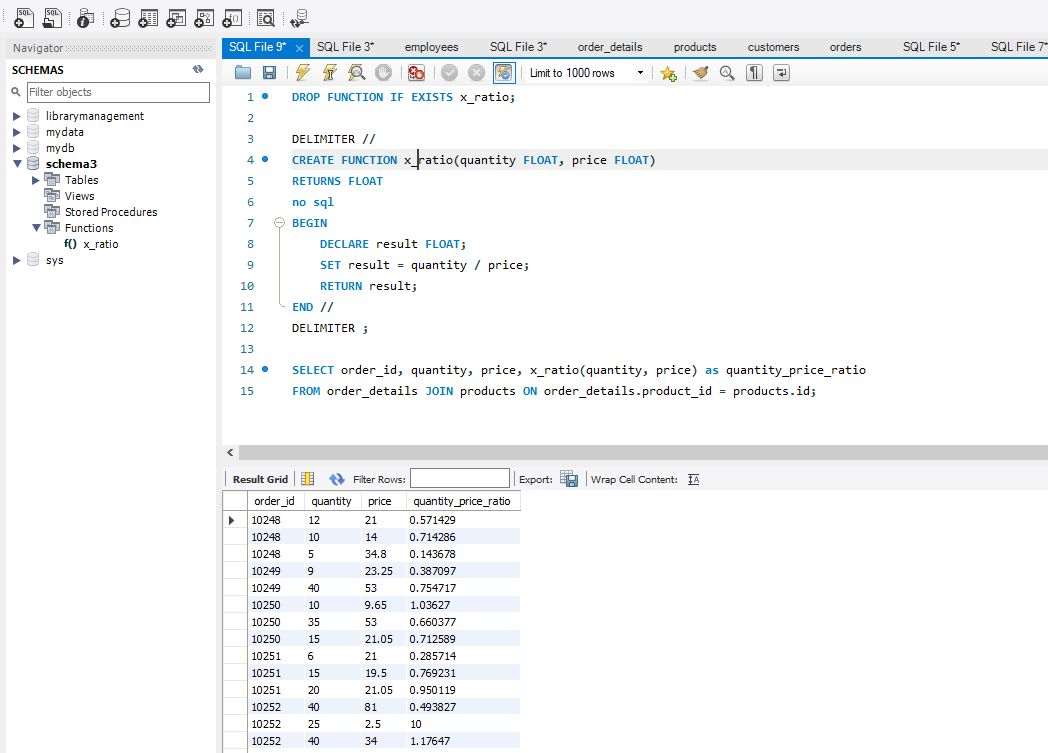 SQL SQL
SQL File 9* SQL File 3* employees SQL File 3* order_details products customers orders SQL File 5* SQL File 7*
Navigator
SCHEMAS
Filter objects
librarymanagement
mydata
mydb
schema3
Tables
Views
Stored Procedures
Functions
f() x_ratio
sys
Limit to 1000 rows
1 DROP FUNCTION IF EXISTS x_ratio;
2
3 DELIMITER //
4 CREATE FUNCTION x_ratio(quantity FLOAT, price FLOAT)
5 RETURNS FLOAT
6 no sql
7 BEGIN
8 DECLARE result FLOAT;
9 SET result = quantity / price;
10 RETURN result;
11 END //
12 DELIMITER ;
13
14 SELECT order_id, quantity, price, x_ratio(quantity, price) as quantity_price_ratio
15 FROM order_details JOIN products ON order_details.product_id = products.id;
Result Grid Filter Rows: Export: Wrap Cell Content: IA
order_id quantity price quantity_price_ratio
10248 12 21 0.571429
10248 10 14 0.714286
10248 5 34.8 0.143678
10249 9 23.25 0.387097
10249 40 53 0.754717
10250 10 9.65 1.03627
10250 35 53 0.660377
10250 15 21.05 0.712589
10251 6 21 0.285714
10251 15 19.5 0.769231
10251 20 21.05 0.950119
10252 40 81 0.493827
10252 25 2.5 10
10252 40 34 1.17647